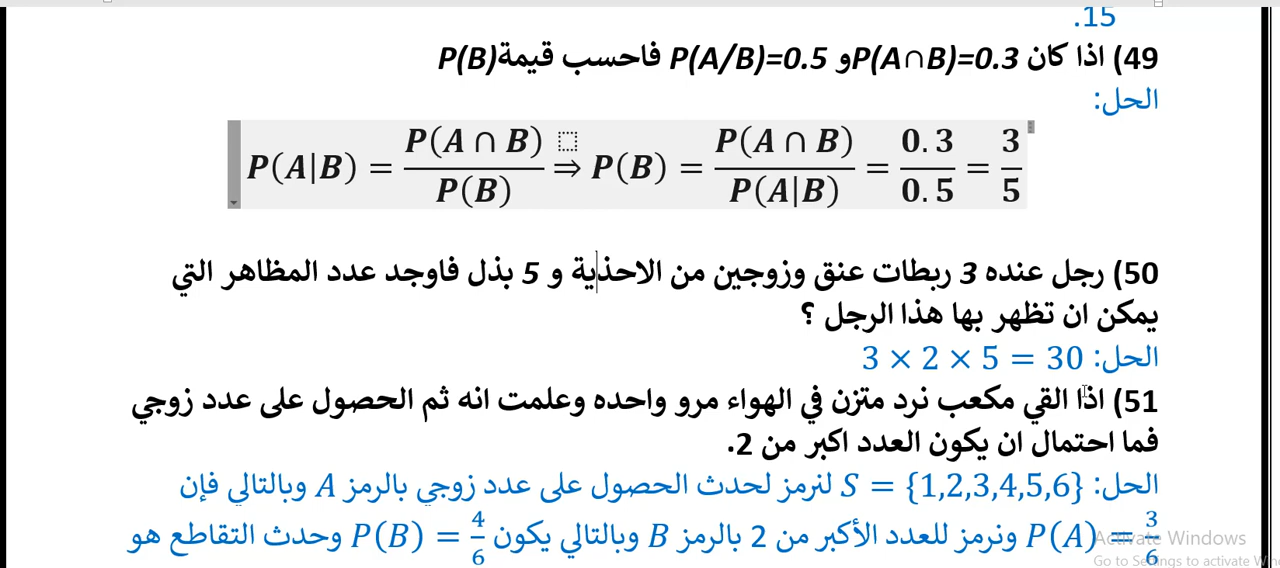 .15
49) اذا كان P(A∩B)=0.3 و P(A/B)=0.5 فاحسب قيمة P(B)
الحل:
P(A|B) = P(A ∩ B) / P(B) ⇒ P(B) = P(A ∩ B) / P(A|B) = 0.3 / 0.5 = 3/5
50) رجل عنده 3 ربطات عنق وزوجين من الاحذية و 5 بذل فاوجد عدد المظاهر التي
يمكن ان تظهر بها هذا الرجل ؟
الحل: 3 × 2 × 5 = 30
51) اذا القي مكعب نرد متزن في الهواء مرو واحده وعلمت انه ثم الحصول على عدد زوجي
فما احتمال ان يكون العدد اكبر من 2.
الحل: S = {1,2,3,4,5,6} لنرمز لحدث الحصول على عدد زوجي بالرمز A وبالتالي فإن
P(A) = 3/6 ونرمز للعدد الأكبر من 2 بالرمز B وبالتالي يكون P(B) = 4/6 وحدث التقاطع هو
Activate Windows
Go to Settings to activate Win